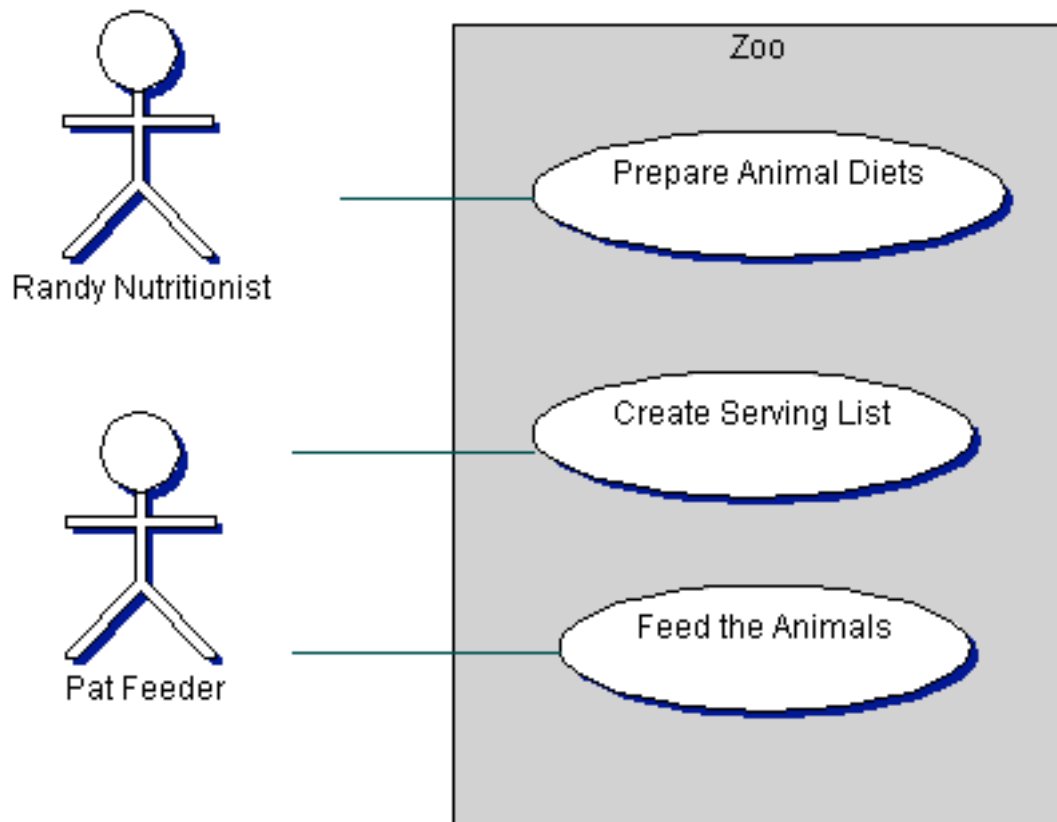 Zoo
Prepare Animal Diets
Randy Nutritionist
Create Serving List
Feed the Animals
Pat Feeder